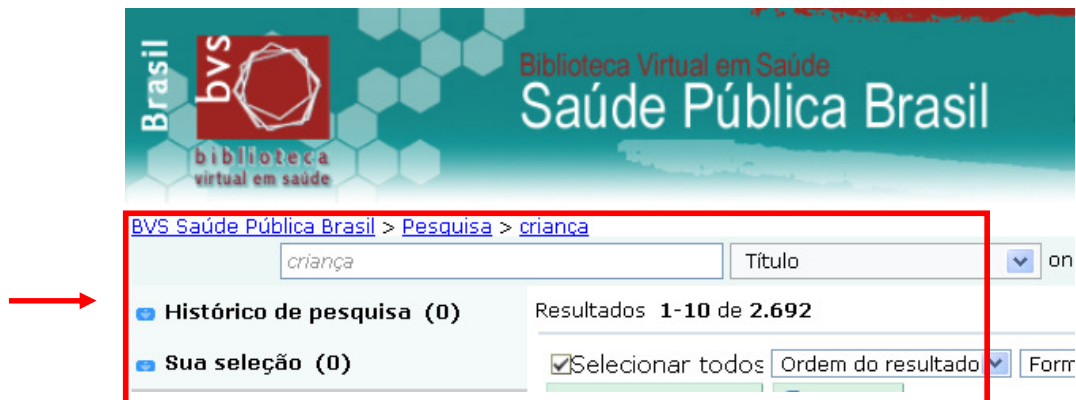 Brasil
bvs
biblioteca
virtual em saúde
Biblioteca Virtual em Saúde
Saúde Pública Brasil
BVS Saúde Pública Brasil > Pesquisa > criança
criança Título on
Histórico de pesquisa (0) Resultados 1-10 de 2.692
Sua seleção (0) Selecionar todos Ordem do resultado Form